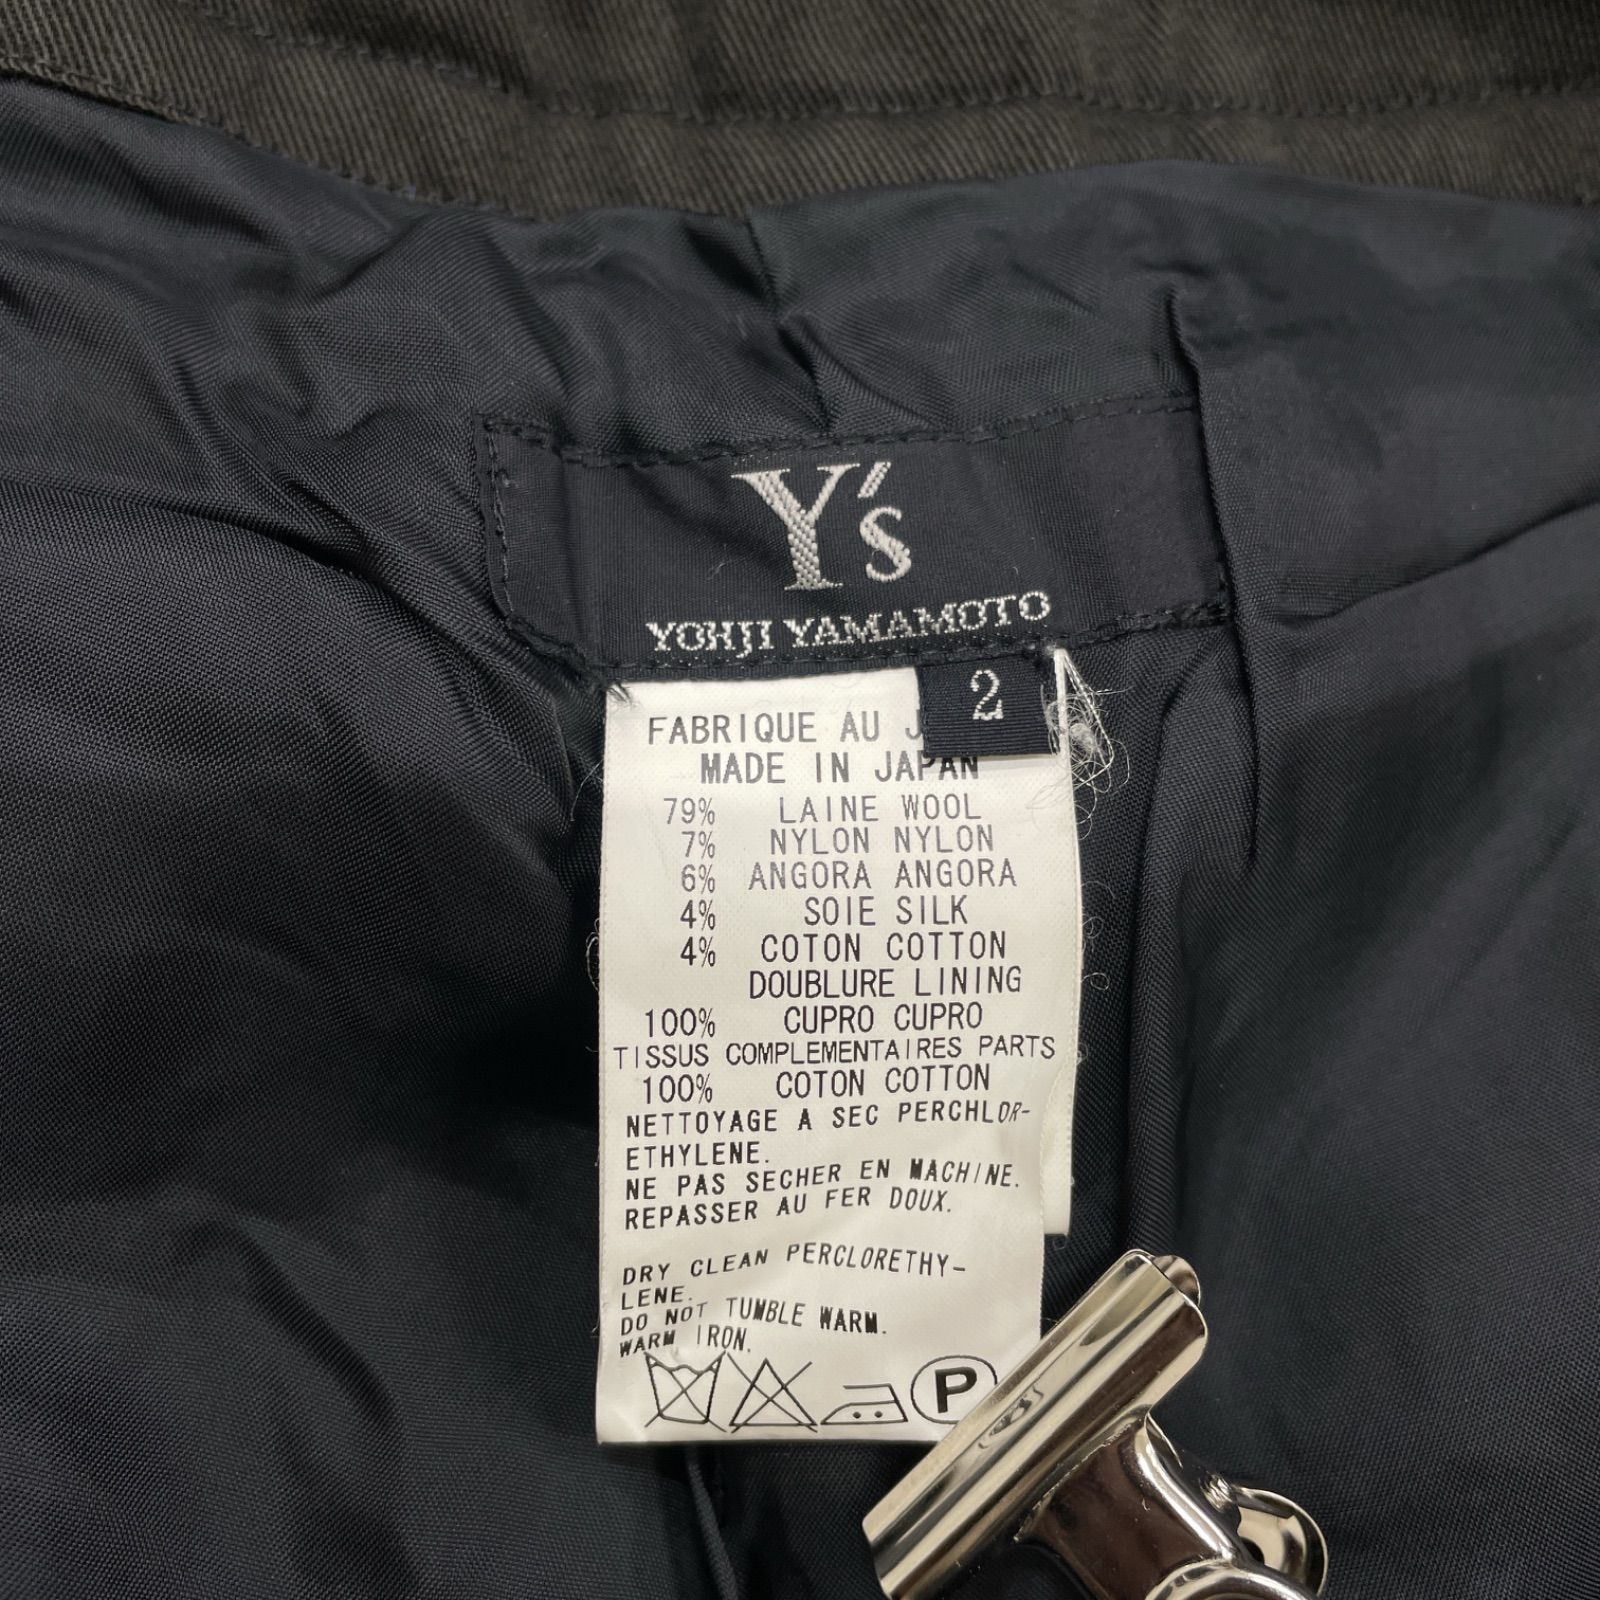 Y's
YOHJI YAMAMOTO
2
FABRIQUE AU
MADE IN JAPAN
79% LAINE WOOL
7% NYLON NYLON
6% ANGORA ANGORA
4% SOIE SILK
4% COTON COTTON
DOUBLURE LINING
100% CUPRO CUPRO
TISSUS COMPLEMENTAIRES PARTS
100% COTON COTTON
NETTOYAGE A SEC PERCHLOR-
ETHYLENE.
NE PAS SECHER EN MACHINE.
REPASSER AU FER DOUX.
DRY CLEAN PERCLORETHY-
LENE.
DO NOT TUMBLE WARM.
WARM IRON.
P